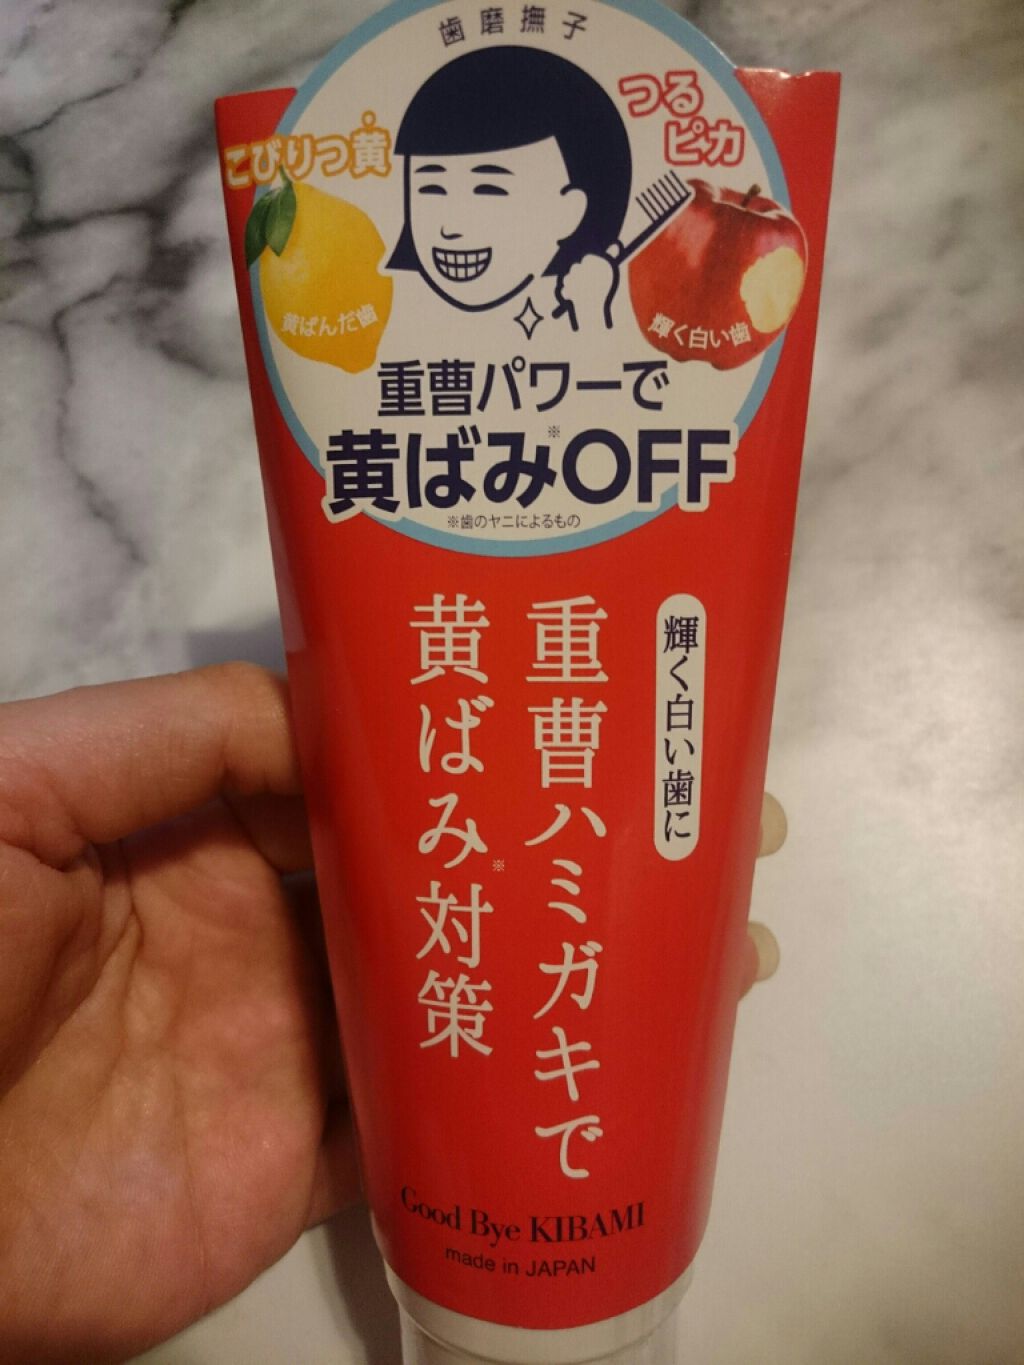 歯磨撫子
こびりつ黄
つる
ピカ
黄ばんだ歯
輝く白い歯
重曹パワーで
黄ばみ※OFF
※歯のヤニによるもの
輝く白い歯に
重曹ハミガキで
黄ばみ※対策
Good Bye KIBAMI
made in JAPAN